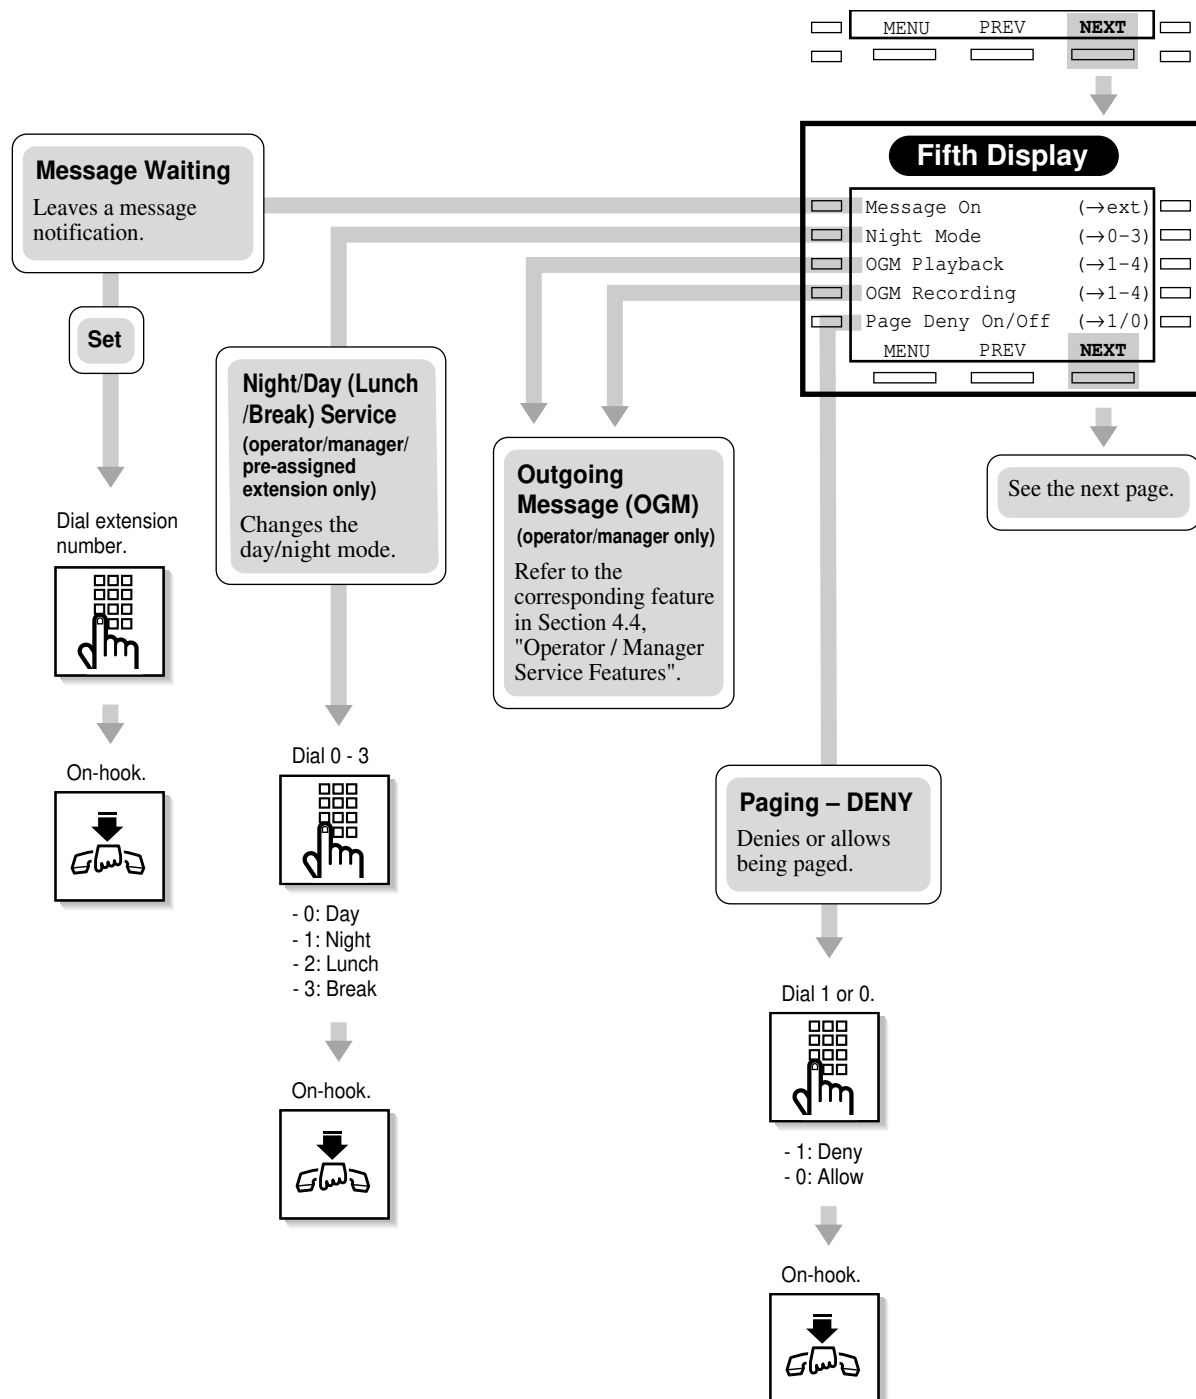 MENU PREV NEXT
Fifth Display
Message On (→ext)
Night Mode (→0-3)
OGM Playback (→1-4)
OGM Recording (→1-4)
Page Deny On/Off (→1/0)
MENU PREV NEXT
See the next page.
Message Waiting
Leaves a message
notification.
Set
Dial extension
number.
On-hook.
Night/Day (Lunch
/Break) Service
(operator/manager/
pre-assigned
extension only)
Changes the
day/night mode.
Dial 0 - 3
- 0: Day
- 1: Night
- 2: Lunch
- 3: Break
On-hook.
Outgoing
Message (OGM)
(operator/manager only)
Refer to the
corresponding feature
in Section 4.4,
"Operator / Manager
Service Features".
Paging – DENY
Denies or allows
being paged.
Dial 1 or 0.
- 1: Deny
- 0: Allow
On-hook.